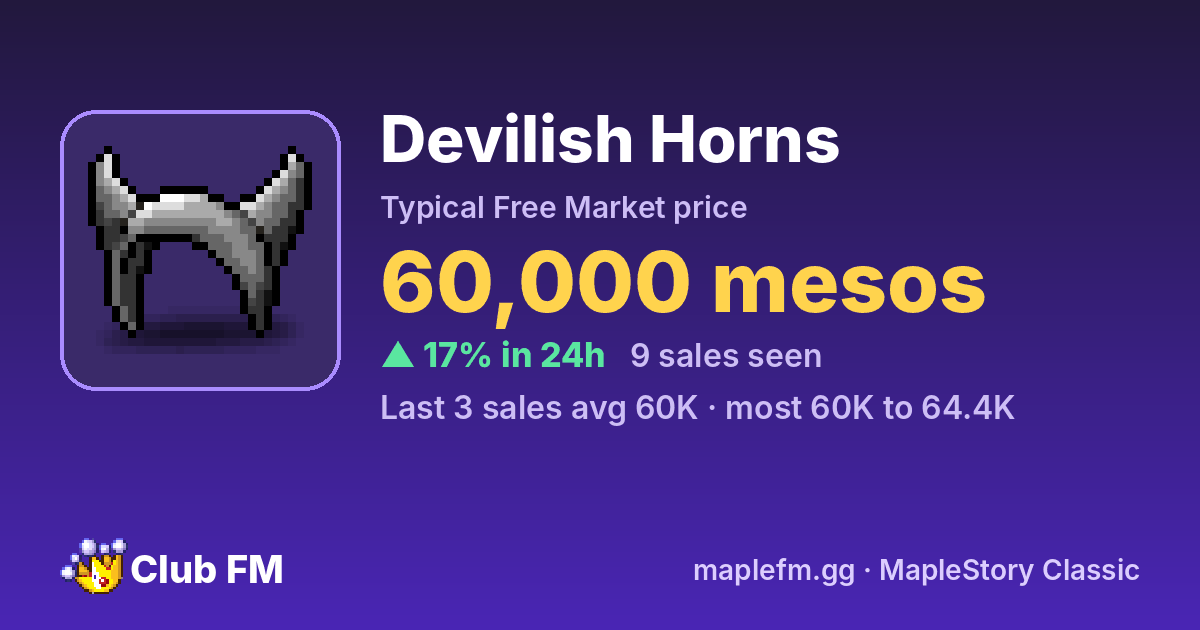 Devilish Horns
Typical Free Market price
60,000 mesos
▲ 17% in 24h 9 sales seen
Last 3 sales avg 60K · most 60K to 64.4K
Club FM
maplefm.gg · MapleStory Classic